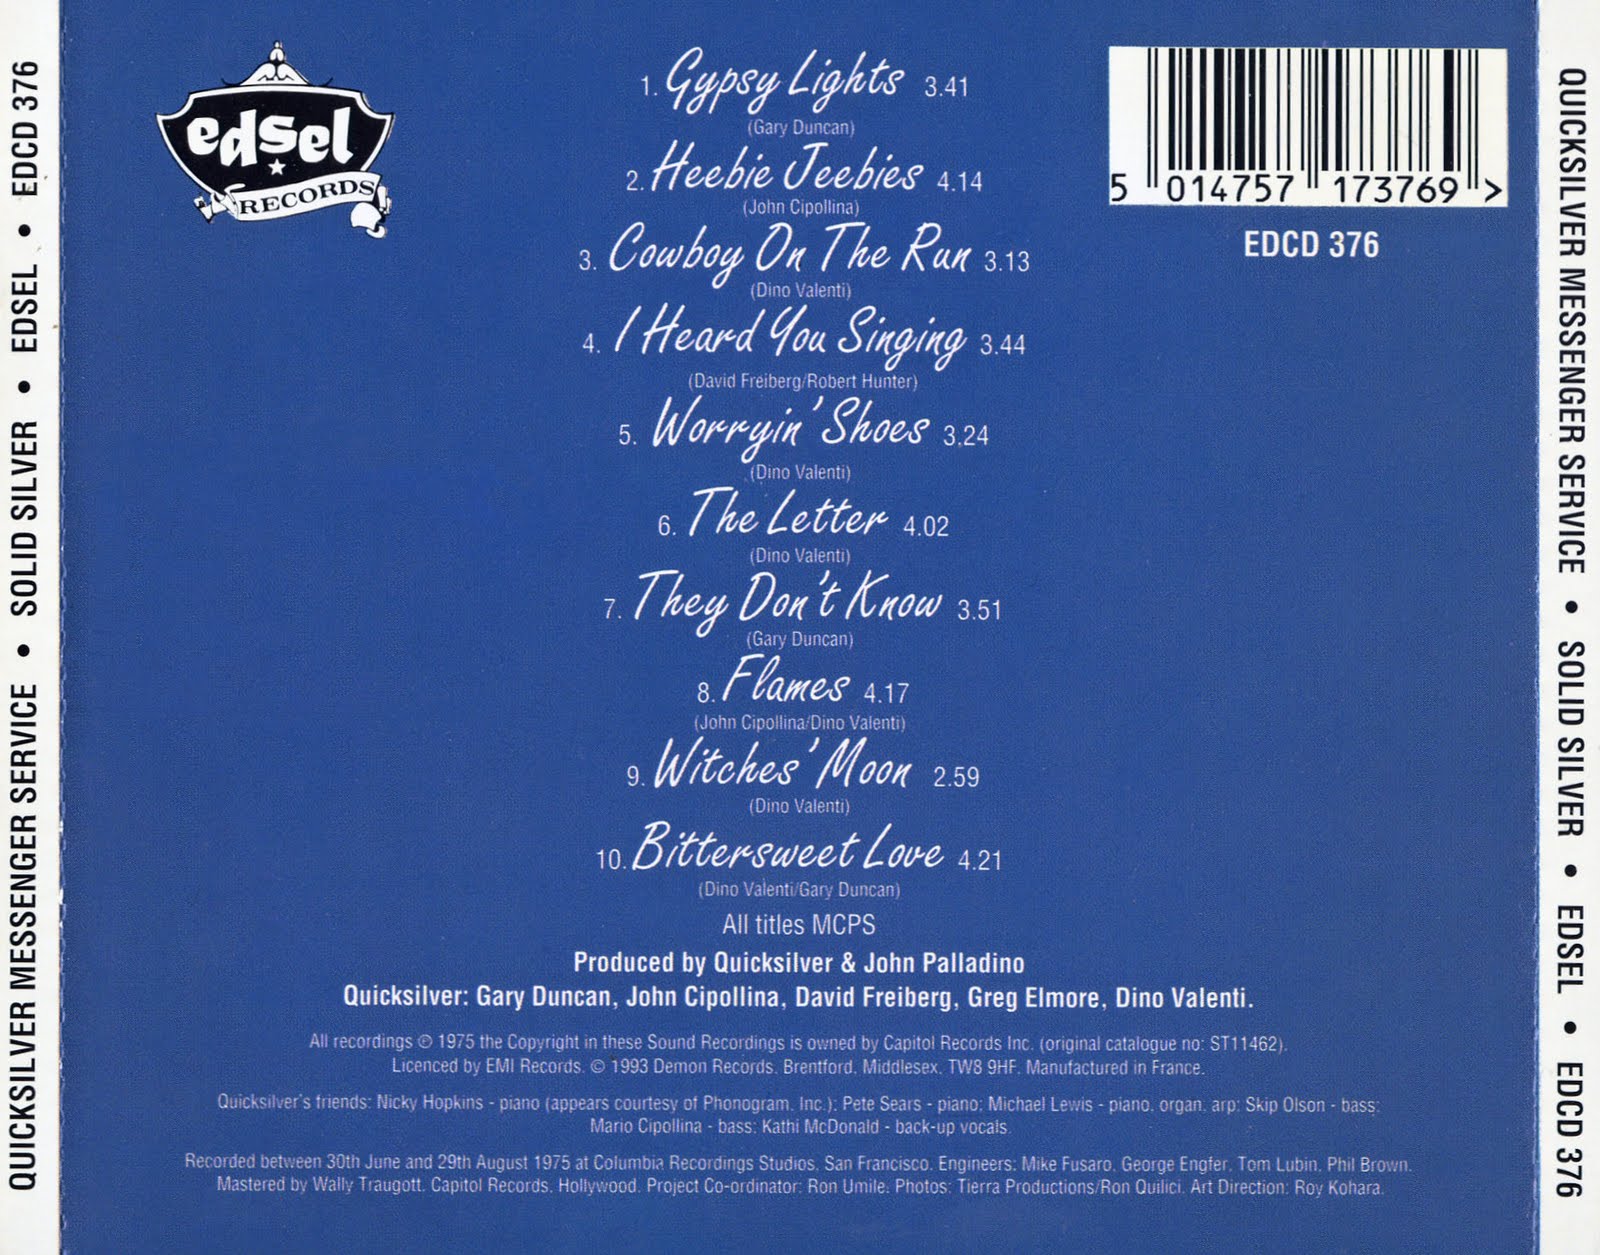 QUICKSILVER MESSENGER SERVICE • SOLID SILVER • EDSEL • EDCD 376
edsel
RECORDS
1. Gypsy Lights 3.41
(Gary Duncan)
2. Heebie Jeebies 4.14
(John Cipollina)
3. Cowboy On The Run 3.13
(Dino Valenti)
4. I Heard You Singing 3.44
(David Freiberg/Robert Hunter)
5. Worryin' Shoes 3.24
(Dino Valenti)
6. The Letter 4.02
(Dino Valenti)
7. They Don't Know 3.51
(Gary Duncan)
8. Flames 4.17
(John Cipollina/Dino Valenti)
9. Witches' Moon 2.59
(Dino Valenti)
10. Bittersweet Love 4.21
(Dino Valenti/Gary Duncan)
All titles MCPS
Produced by Quicksilver & John Palladino
Quicksilver: Gary Duncan, John Cipollina, David Freiberg, Greg Elmore, Dino Valenti.
All recordings ℗ 1975 the Copyright in these Sound Recordings is owned by Capitol Records Inc. (original catalogue no: ST11462).
Licenced by EMI Records. © 1993 Demon Records, Brentford, Middlesex, TW8 9HF. Manufactured in France.
Quicksilver's friends: Nicky Hopkins - piano (appears courtesy of Phonogram, Inc.); Pete Sears - piano; Michael Lewis - piano, organ, arp; Skip Olson - bass;
Mario Cipollina - bass; Kathi McDonald - back-up vocals.
Recorded between 30th June and 29th August 1975 at Columbia Recordings Studios, San Francisco. Engineers: Mike Fusaro, George Engfer, Tom Lubin, Phil Brown.
Mastered by Wally Traugott, Capitol Records, Hollywood. Project Co-ordinator: Ron Umile. Photos: Tierra Productions/Ron Quilici. Art Direction: Roy Kohara.
5 014757 173769 >
EDCD 376
QUICKSILVER MESSENGER SERVICE • SOLID SILVER • EDSEL • EDCD 376